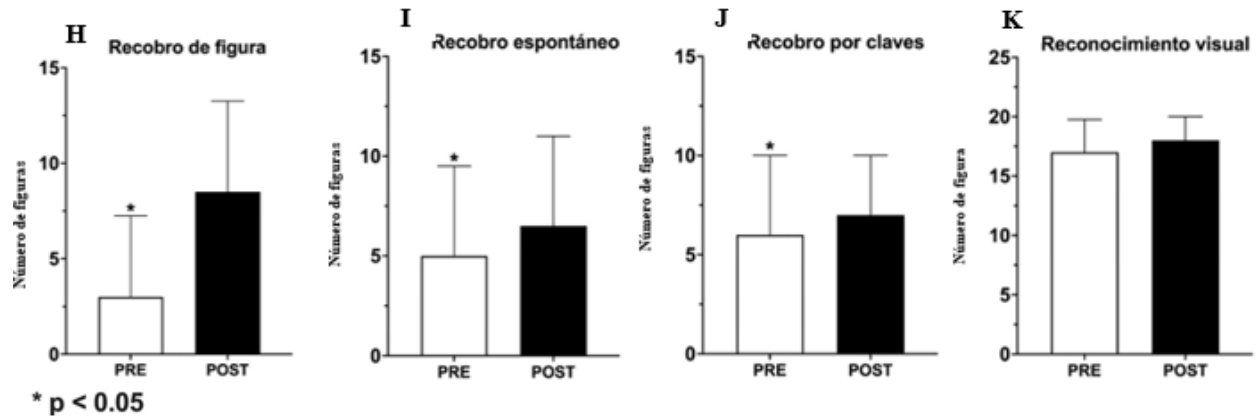 H
Recobro de figura
15
10
5
0
Número de figuras
*
PRE POST
I
Recobro espontáneo
15
10
5
0
Número de figuras
*
PRE POST
J
Recobro por claves
15
10
5
0
Número de figuras
*
PRE POST
K
Reconocimiento visual
25
20
15
10
5
0
Número de figura
PRE POST
* p < 0.05